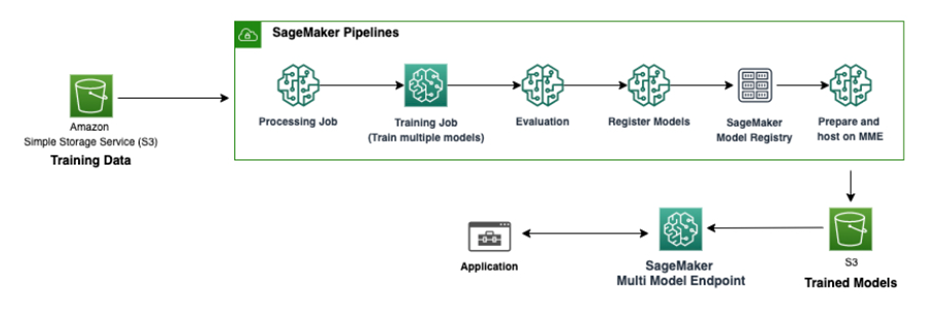 SageMaker Pipelines
Amazon
Simple Storage Service (S3)
Training Data
Processing Job
Training Job
(Train multiple models)
Evaluation
Register Models
SageMaker
Model Registry
Prepare and
host on MME
Application
SageMaker
Multi Model Endpoint
S3
Trained Models